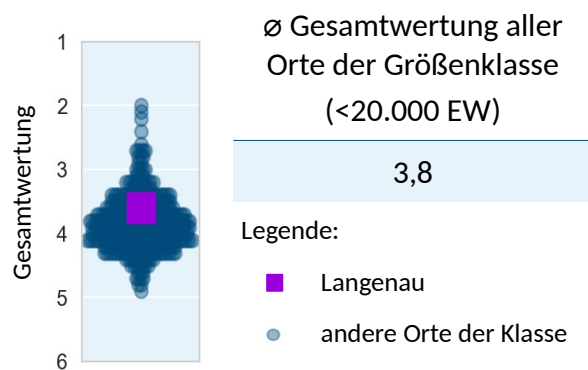 Gesamtwertung
1
2
3
4
5
6
ø Gesamtwertung aller
Orte der Größenklasse
(<20.000 EW)
3,8
Legende:
Langenau
andere Orte der Klasse